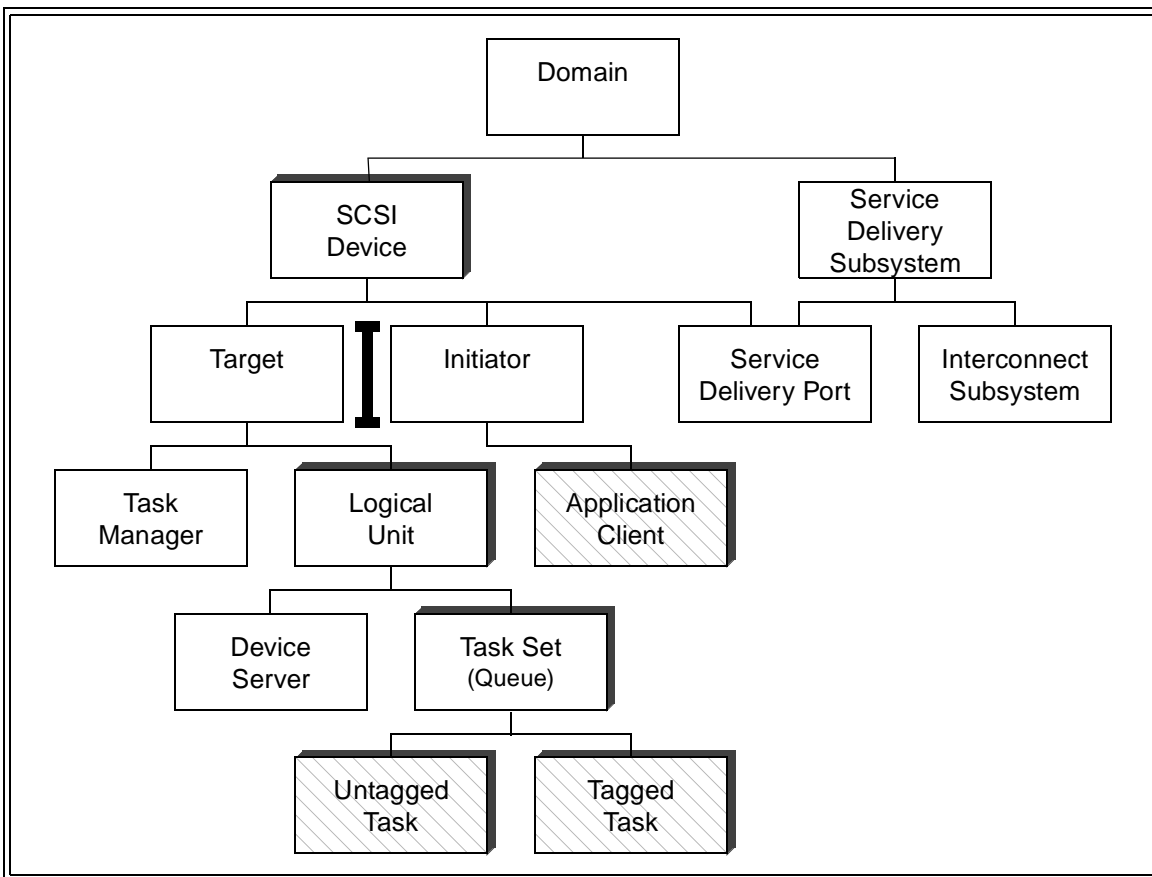 Domain
SCSI
Device
Service
Delivery
Subsystem
Target
Initiator
Service
Delivery Port
Interconnect
Subsystem
Task
Manager
Logical
Unit
Application
Client
Device
Server
Task Set
(Queue)
Untagged
Task
Tagged
Task